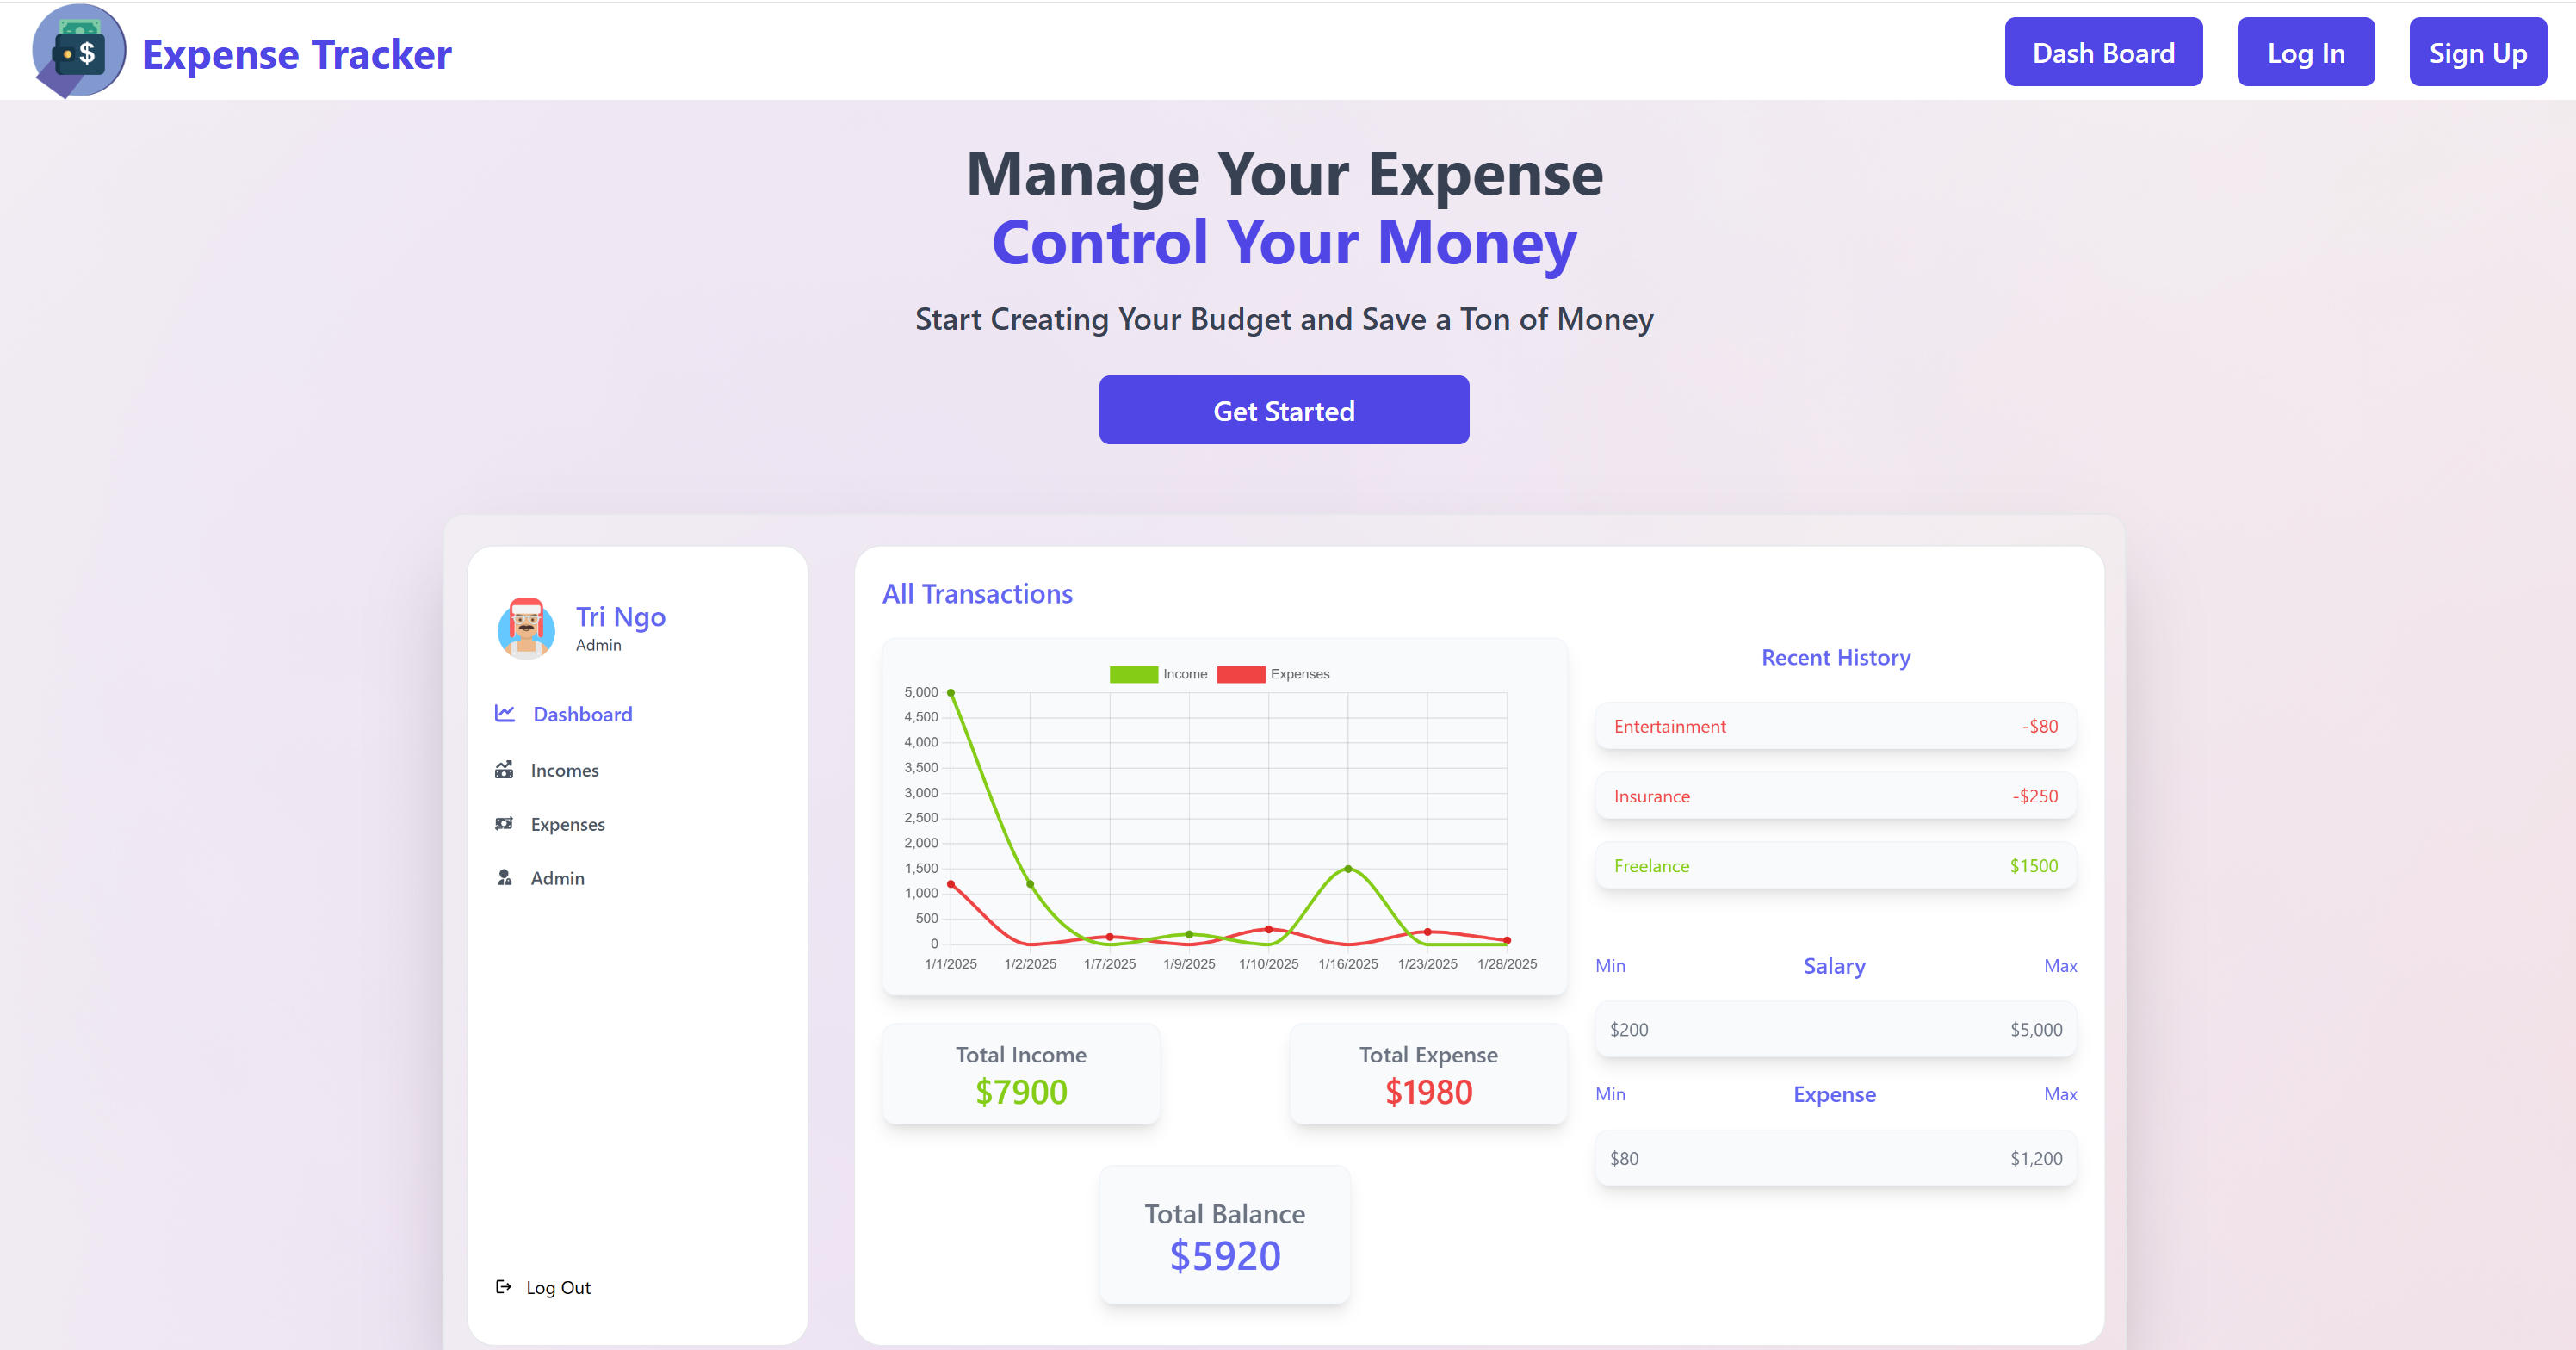 Expense Tracker
Dash Board
Log In
Sign Up
Manage Your Expense
Control Your Money
Start Creating Your Budget and Save a Ton of Money
Get Started
Tri Ngo
Admin
Dashboard
Incomes
Expenses
Admin
Log Out
All Transactions
Income Expenses
5,000
4,500
4,000
3,500
3,000
2,500
2,000
1,500
1,000
500
0
1/1/2025 1/2/2025 1/7/2025 1/9/2025 1/10/2025 1/16/2025 1/23/2025 1/28/2025
Total Income
$7900
Total Expense
$1980
Total Balance
$5920
Recent History
Entertainment -$80
Insurance -$250
Freelance $1500
Min Salary Max
$200 $5,000
Min Expense Max
$80 $1,200